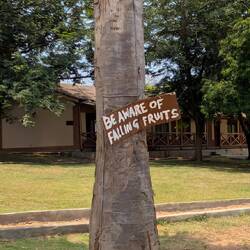 BE AWARE OF
FALLING FRUITS